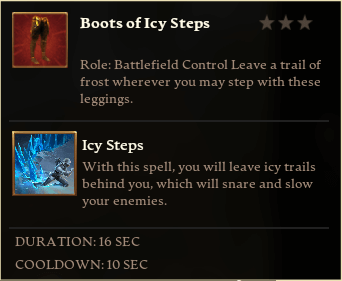 Boots of Icy Steps
Role: Battlefield Control Leave a trail of
frost wherever you may step with these
leggings.
Icy Steps
With this spell, you will leave icy trails
behind you, which will snare and slow
your enemies.
DURATION: 16 SEC
COOLDOWN: 10 SEC